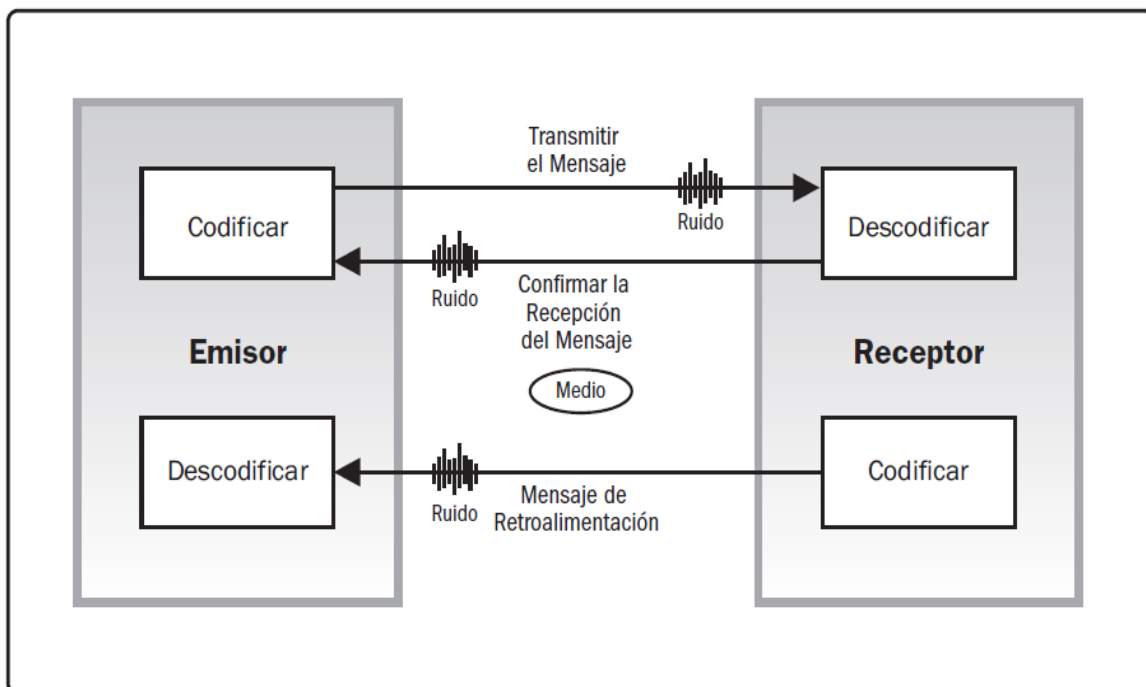 Transmitir
el Mensaje
Codificar
Ruido
Descodificar
Ruido
Confirmar la
Recepción
del Mensaje
Emisor
Receptor
Medio
Descodificar
Codificar
Ruido
Mensaje de
Retroalimentación